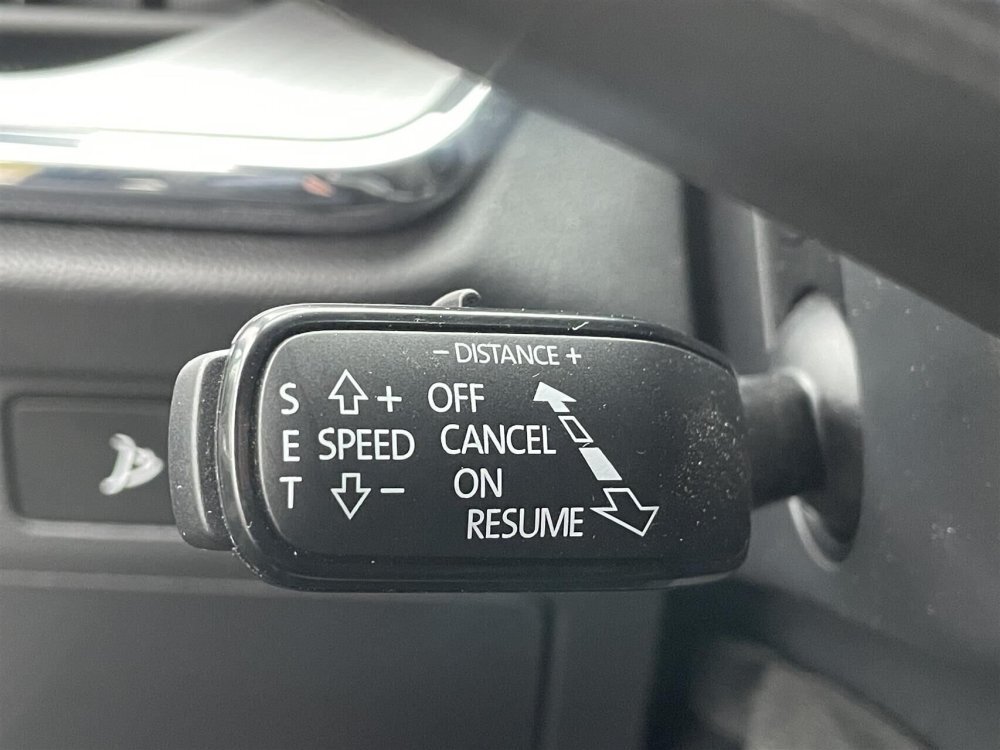 − DISTANCE +
S + OFF
E SPEED CANCEL
T − ON
RESUME